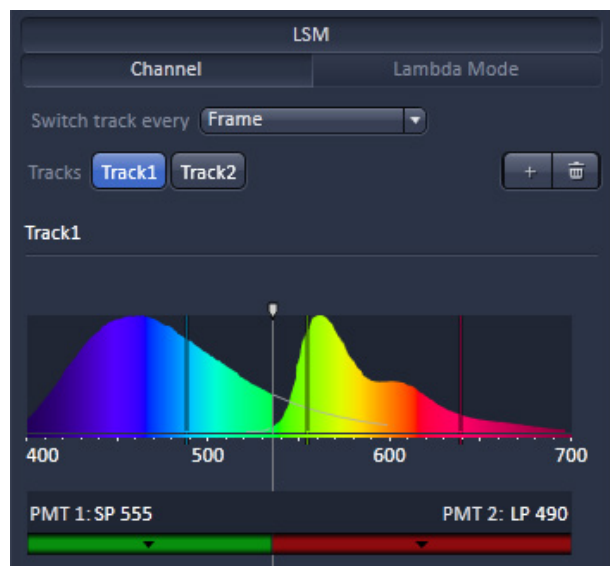 LSM
Channel Lambda Mode
Switch track every Frame
Tracks Track1 Track2 +
Track1
400 500 600 700
PMT 1: SP 555 PMT 2: LP 490